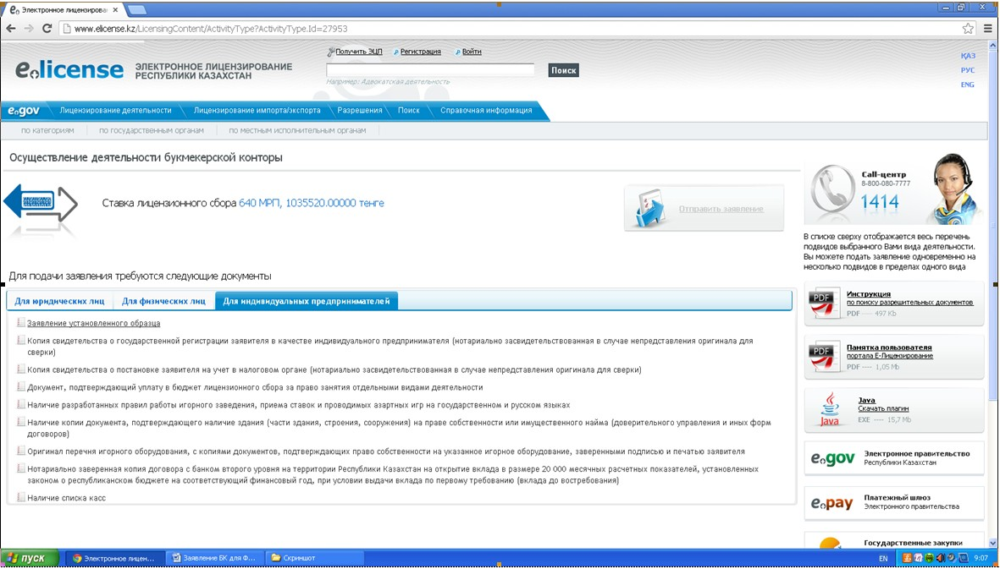 Электронное лицензирова
www.elicense.kz/LicensingContent/ActivityType?ActivityType.Id=27953
Получить ЭЦП Регистрация Войти
e.license ЭЛЕКТРОННОЕ ЛИЦЕНЗИРОВАНИЕ
РЕСПУБЛИКИ КАЗАХСТАН
Поиск
Например: Адвокатская деятельность
ҚАЗ
РУС
ENG
e.gov Лицензирование деятельности Лицензирование импорта/экспорта Разрешения Поиск Справочная информация
по категориям по государственным органам по местным исполнительным органам
Осуществление деятельности букмекерской конторы
Ставка лицензионного сбора 640 МРП, 1035520.00000 тенге
Отправить заявление
Call-центр
8-800-080-7777
1414
В списке сверху отображается весь перечень
подвидов выбранного Вами вида деятельности.
Вы можете подать заявление одновременно на
несколько подвидов в пределах одного вида
Для подачи заявления требуются следующие документы
Для юридических лиц Для физических лиц Для индивидуальных предпринимателей
Заявление установленного образца
Копия свидетельства о государственной регистрации заявителя в качестве индивидуального предпринимателя (нотариально засвидетельствованная в случае непредставления оригинала для
сверки)
Копия свидетельства о постановке заявителя на учет в налоговом органе (нотариально засвидетельствованная в случае непредставления оригинала для сверки)
Документ, подтверждающий уплату в бюджет лицензионного сбора за право занятия отдельными видами деятельности
Наличие разработанных правил работы игорного заведения, приема ставок и проводимых азартных игр на государственном и русском языках
Наличие копии документа, подтверждающего наличие здания (части здания, строения, сооружения) на праве собственности или имущественного найма (доверительного управления и иных форм
договоров)
Оригинал перечня игорного оборудования, с копиями документов, подтверждающих право собственности на указанное игорное оборудование, заверенными подписью и печатью заявителя
Нотариально заверенная копия договора с банком второго уровня на территории Республики Казахстан на открытие вклада в размере 20 000 месячных расчетных показателей, установленных
законом о республиканском бюджете на соответствующий финансовый год, при условии выдачи вклада по первому требованию (вклада до востребования)
Наличие списка касс
PDF
Инструкция
по поиску разрешительных документов
PDF ---- 497 Kb
PDF
Памятка пользователя
портала Е-Лицензирование
PDF ---- 1,05 Mb
Java
Java
Скачать плагин
EXE ---- 15,7 Mb
e.gov
Электронное правительство
Республики Казахстан
e.pay
Платежный шлюз
Электронного правительства
Государственные закупки
пуск Электронное лицен... Заявление БК для Ф... Скриншот EN 9:07